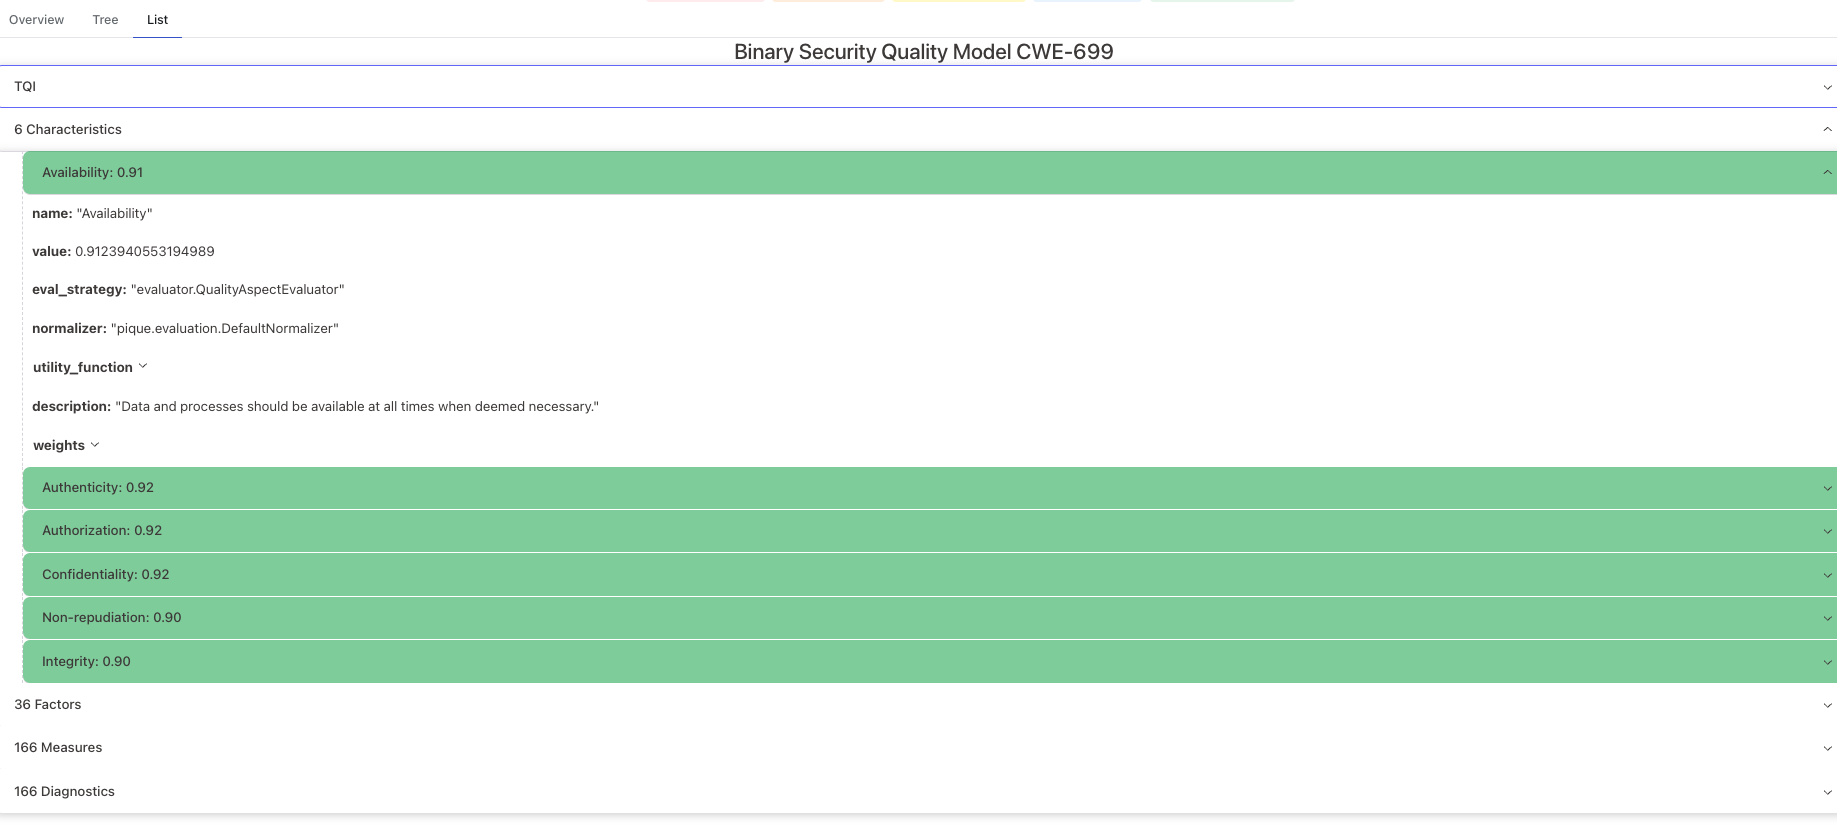 Overview Tree List
Binary Security Quality Model CWE-699
TQI
6 Characteristics
Availability: 0.91
name: "Availability"
value: 0.9123940553194989
eval_strategy: "evaluator.QualityAspectEvaluator"
normalizer: "pique.evaluation.DefaultNormalizer"
utility_function
description: "Data and processes should be available at all times when deemed necessary."
weights
Authenticity: 0.92
Authorization: 0.92
Confidentiality: 0.92
Non-repudiation: 0.90
Integrity: 0.90
36 Factors
166 Measures
166 Diagnostics